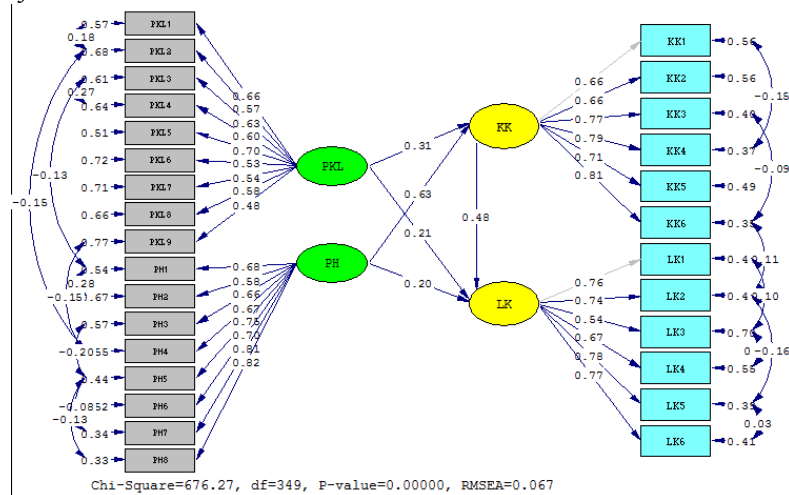 0.57 PKL1
0.18
0.68 PKL2
0.61 PKL3
0.27
0.64 PKL4
0.51 PKL5
0.72 PKL6
0.71 PKL7
0.66 PKL8
0.77 PKL9
0.54 PH1
0.28
PH2
0.57 PH3
PH4
0.44 PH5
PH6
0.34 PH7
0.33 PH8
-0.13
-0.15
-0.13
0.66
0.57
0.63
0.60
0.70
0.53
0.54
0.58
0.48
0.68
0.58
0.66
0.67
0.75
0.70
0.81
0.82
PKL
PH
0.31
0.63
0.21
0.20
0.48
KK
LK
0.66
0.66
0.77
0.79
0.71
0.81
0.76
0.74
0.54
0.67
0.78
0.77
KK1 0.56
KK2 0.56
-0.15
KK3 0.40
KK4 0.37
-0.09
KK5 0.49
KK6
LK1
0.11
LK2
0.10
LK3 0.70
-0.16
LK4 0.55
LK5
0.03
LK6 0.41
Chi-Square=676.27, df=349, P-value=0.00000, RMSEA=0.067